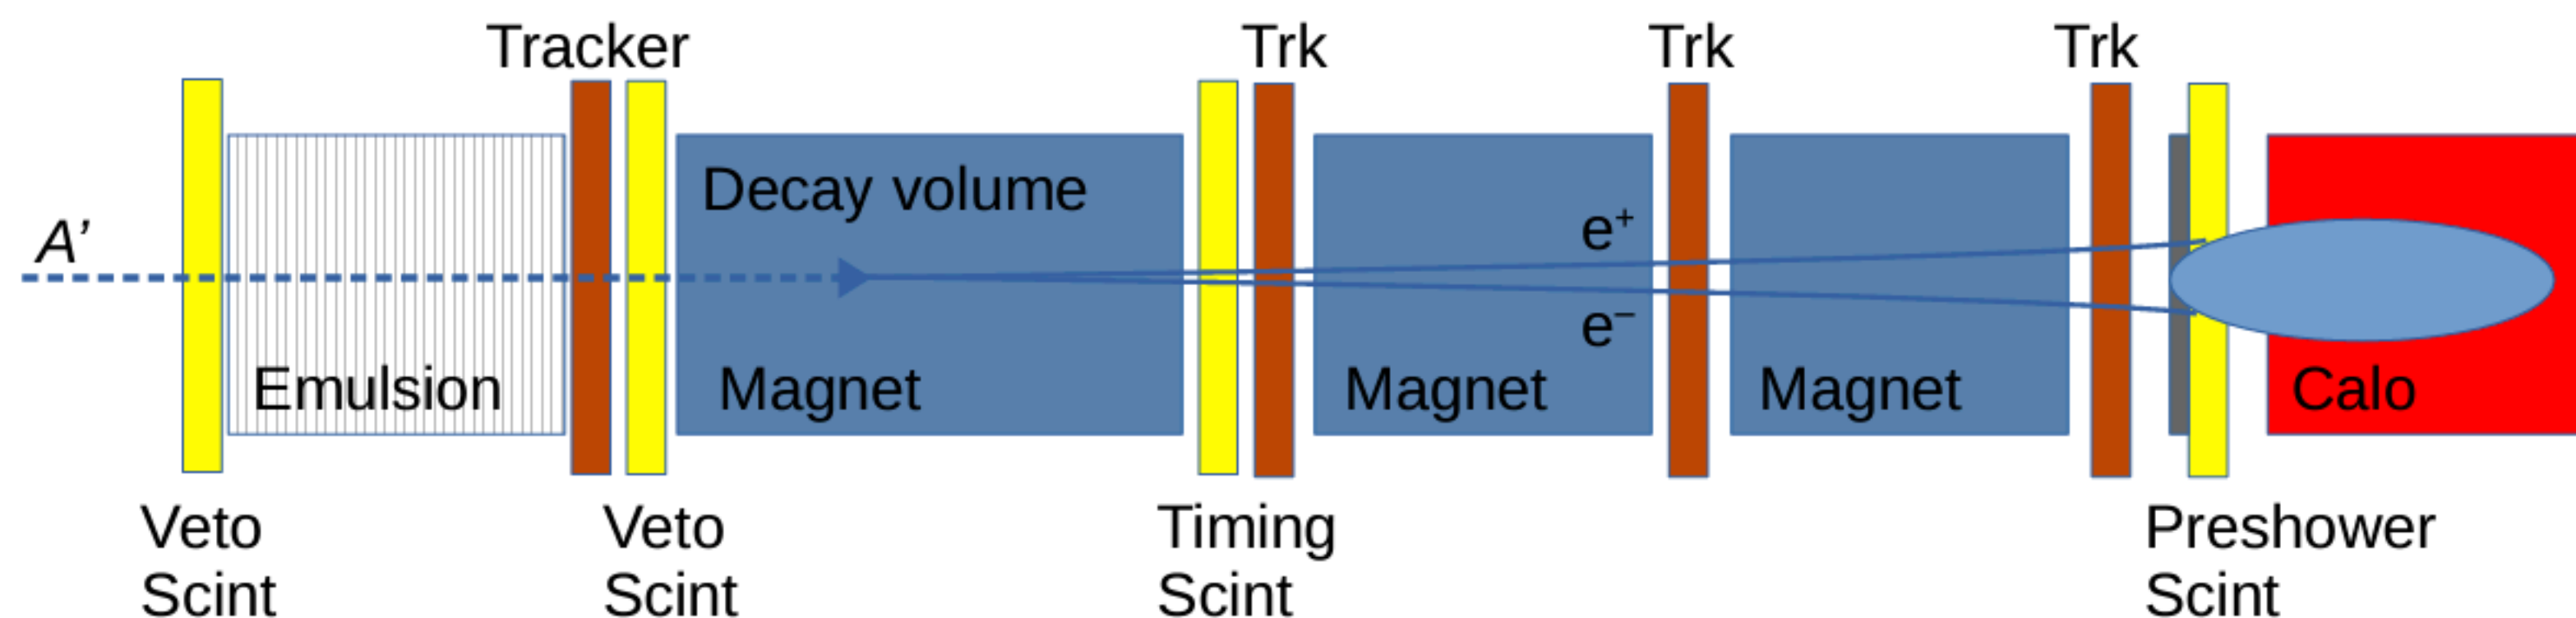 Tracker
Trk
Trk
Trk
A’
Decay volume
e⁺
e⁻
Emulsion
Magnet
Magnet
Magnet
Calo
Veto
Scint
Veto
Scint
Timing
Scint
Preshower
Scint